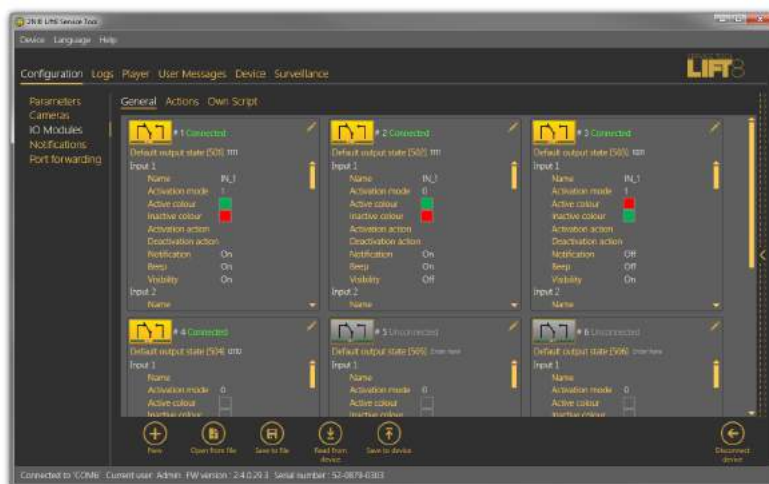 2N® Lift8 Service Tool
Device Language Help
LIFT8
Configuration Logs Player User Messages Device Surveillance
Parameters
Cameras
IO Modules
Notifications
Port forwarding
General Actions Own Script
# 1 Connected
Default output state [501] 1111
Input 1
Name IN_1
Activation mode 1
Active colour
Inactive colour
Activation action
Deactivation action
Notification On
Beep On
Visibility On
Input 2
Name
# 2 Connected
Default output state [502] 1111
Input 1
Name IN_1
Activation mode 0
Active colour
Inactive colour
Activation action
Deactivation action
Notification On
Beep On
Visibility Off
Input 2
Name
# 3 Connected
Default output state [503]
Input 1
Name IN_1
Activation mode 1
Active colour
Inactive colour
Activation action
Deactivation action
Notification Off
Beep Off
Visibility On
Input 2
Name
# 4 Connected
Default output state [504] 0110
Input 1
Name
Activation mode 0
Active colour
Inactive colour
# 5 Unconnected
Default output state [505] Enter here
Input 1
Name
Activation mode 0
Active colour
Inactive colour
# 6 Unconnected
Default output state [506] Enter here
Input 1
Name
Activation mode 0
Active colour
Inactive colour
New
Open from file
Save to file
Read from
device
Save to device
Disconnect
device
Connected to 'COM6' Current user: Admin FW version : 2.4.0.29.3 Serial number : 52-0879-0303